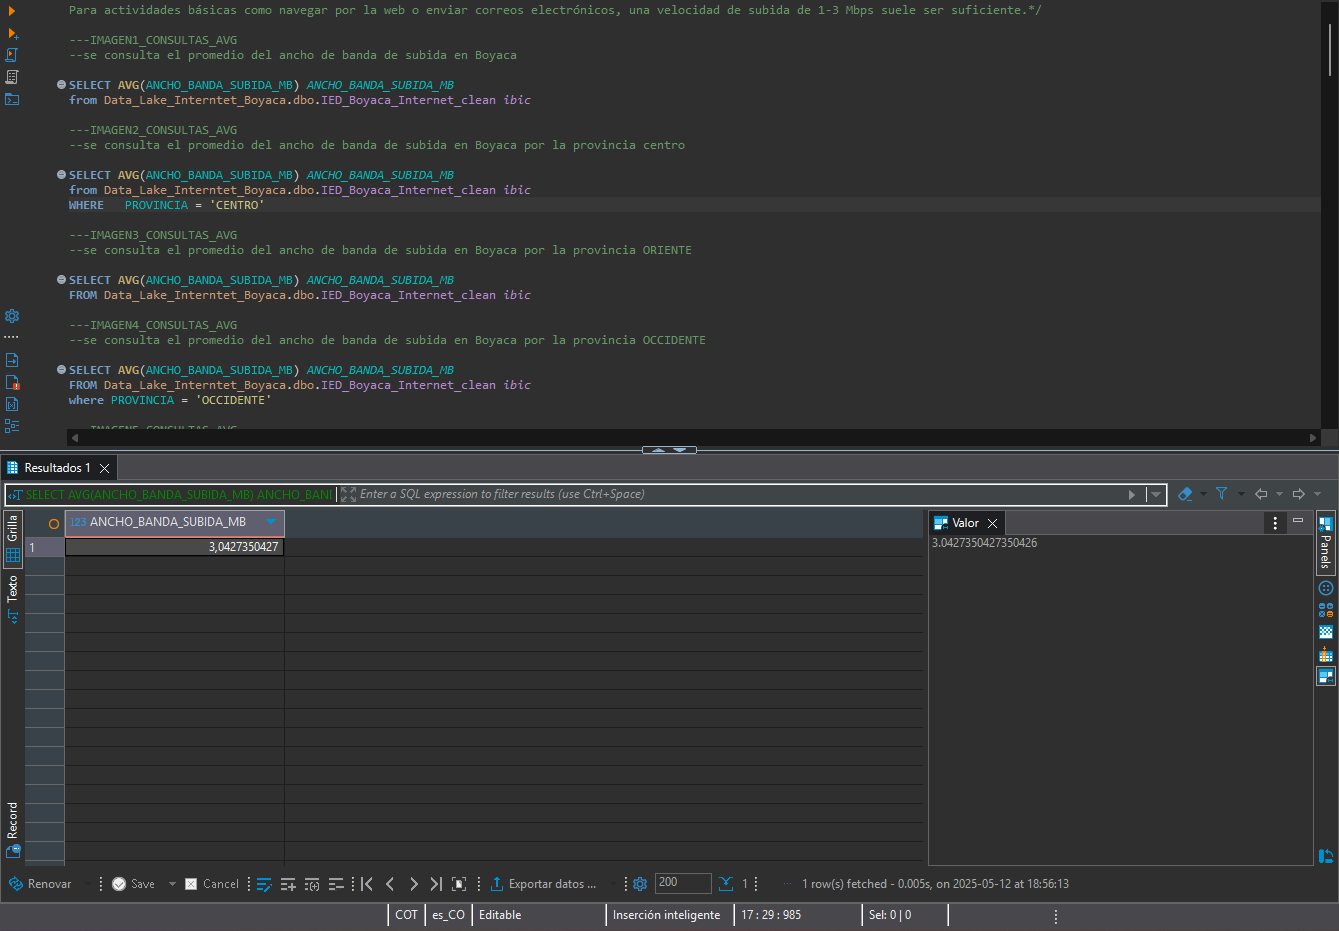 Para actividades básicas como navegar por la web o enviar correos electrónicos, una velocidad de subida de 1-3 Mbps suele ser suficiente.*/
---IMAGEN1_CONSULTAS_AVG
--se consulta el promedio del ancho de banda de subida en Boyaca
SELECT AVG(ANCHO_BANDA_SUBIDA_MB) ANCHO_BANDA_SUBIDA_MB
from Data_Lake_Interntet_Boyaca.dbo.IED_Boyaca_Internet_clean ibic
---IMAGEN2_CONSULTAS_AVG
--se consulta el promedio del ancho de banda de subida en Boyaca por la provincia centro
SELECT AVG(ANCHO_BANDA_SUBIDA_MB) ANCHO_BANDA_SUBIDA_MB
from Data_Lake_Interntet_Boyaca.dbo.IED_Boyaca_Internet_clean ibic
WHERE   PROVINCIA = 'CENTRO'
---IMAGEN3_CONSULTAS_AVG
--se consulta el promedio del ancho de banda de subida en Boyaca por la provincia ORIENTE
SELECT AVG(ANCHO_BANDA_SUBIDA_MB) ANCHO_BANDA_SUBIDA_MB
FROM Data_Lake_Interntet_Boyaca.dbo.IED_Boyaca_Internet_clean ibic
---IMAGEN4_CONSULTAS_AVG
--se consulta el promedio del ancho de banda de subida en Boyaca por la provincia OCCIDENTE
SELECT AVG(ANCHO_BANDA_SUBIDA_MB) ANCHO_BANDA_SUBIDA_MB
FROM Data_Lake_Interntet_Boyaca.dbo.IED_Boyaca_Internet_clean ibic
where PROVINCIA = 'OCCIDENTE'
Resultados 1
SELECT AVG(ANCHO_BANDA_SUBIDA_MB) ANCHO_BAND
Enter a SQL expression to filter results (use Ctrl+Space)
Grilla
Texto
Record
123 ANCHO_BANDA_SUBIDA_MB
1
3,0427350427
Valor
3.0427350427350426
Panels
Renovar
Save
Cancel
Exportar datos ...
200
1
1 row(s) fetched - 0.005s, on 2025-05-12 at 18:56:13
COT
es_CO
Editable
Inserción inteligente
17 : 29 : 985
Sel: 0 | 0